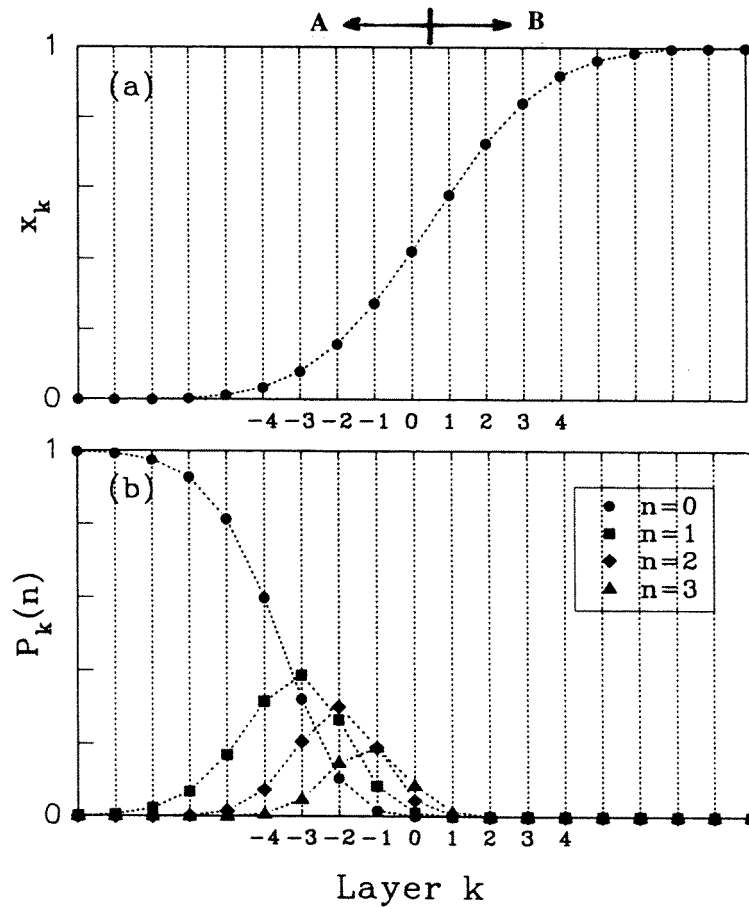 A B
1
(a)
x_k
0
-4 -3 -2 -1 0 1 2 3 4
1
(b)
n=0
n=1
n=2
n=3
P_k(n)
0
-4 -3 -2 -1 0 1 2 3 4
Layer k